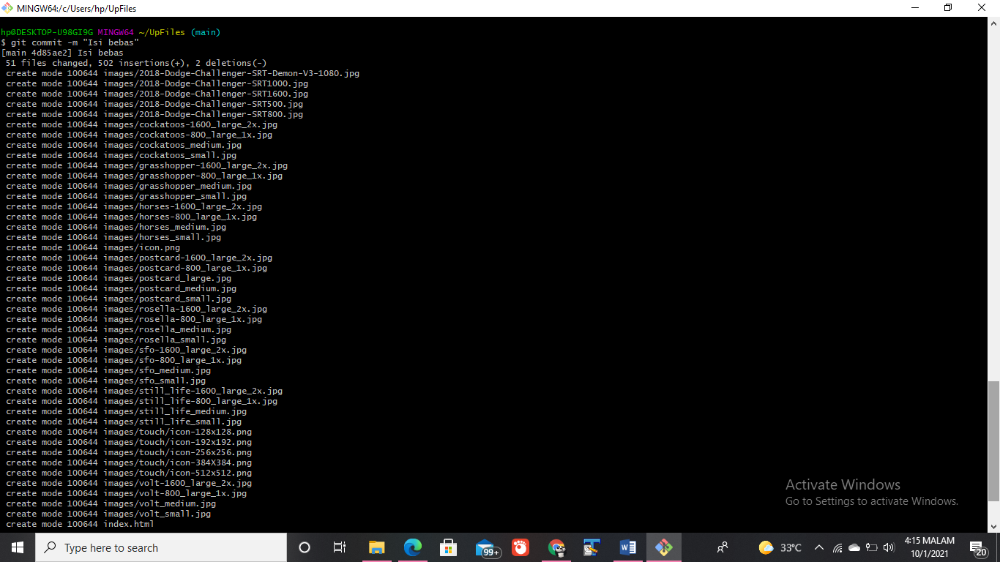 MINGW64:/c/Users/hp/UpFiles
hp@DESKTOP-U98GI9G MINGW64 ~/UpFiles (main)
$ git commit -m "Isi bebas"
[main 4d85ae2] Isi bebas
51 files changed, 502 insertions(+), 2 deletions(-)
create mode 100644 images/2018-Dodge-Challenger-SRT-Demon-V3-1080.jpg
create mode 100644 images/2018-Dodge-Challenger-SRT1000.jpg
create mode 100644 images/2018-Dodge-Challenger-SRT1600.jpg
create mode 100644 images/2018-Dodge-Challenger-SRT500.jpg
create mode 100644 images/2018-Dodge-Challenger-SRT800.jpg
create mode 100644 images/cockatoos-1600_large_2x.jpg
create mode 100644 images/cockatoos-800_large_1x.jpg
create mode 100644 images/cockatoos_medium.jpg
create mode 100644 images/cockatoos_small.jpg
create mode 100644 images/grasshopper-1600_large_2x.jpg
create mode 100644 images/grasshopper-800_large_1x.jpg
create mode 100644 images/grasshopper_medium.jpg
create mode 100644 images/grasshopper_small.jpg
create mode 100644 images/horses-1600_large_2x.jpg
create mode 100644 images/horses-800_large_1x.jpg
create mode 100644 images/horses_medium.jpg
create mode 100644 images/horses_small.jpg
create mode 100644 images/icon.png
create mode 100644 images/postcard-1600_large_2x.jpg
create mode 100644 images/postcard-800_large_1x.jpg
create mode 100644 images/postcard_large.jpg
create mode 100644 images/postcard_medium.jpg
create mode 100644 images/postcard_small.jpg
create mode 100644 images/rosella-1600_large_2x.jpg
create mode 100644 images/rosella-800_large_1x.jpg
create mode 100644 images/rosella_medium.jpg
create mode 100644 images/rosella_small.jpg
create mode 100644 images/sfo-1600_large_2x.jpg
create mode 100644 images/sfo-800_large_1x.jpg
create mode 100644 images/sfo_medium.jpg
create mode 100644 images/sfo_small.jpg
create mode 100644 images/still_life-1600_large_2x.jpg
create mode 100644 images/still_life-800_large_1x.jpg
create mode 100644 images/still_life_medium.jpg
create mode 100644 images/still_life_small.jpg
create mode 100644 images/touch/icon-128x128.png
create mode 100644 images/touch/icon-192x192.png
create mode 100644 images/touch/icon-256x256.png
create mode 100644 images/touch/icon-384X384.png
create mode 100644 images/touch/icon-512x512.png
create mode 100644 images/volt-1600_large_2x.jpg
create mode 100644 images/volt-800_large_1x.jpg
create mode 100644 images/volt_medium.jpg
create mode 100644 images/volt_small.jpg
create mode 100644 index.html
Activate Windows
Go to Settings to activate Windows.
Type here to search
99+
33°C
4:15 MALAM
10/1/2021
20